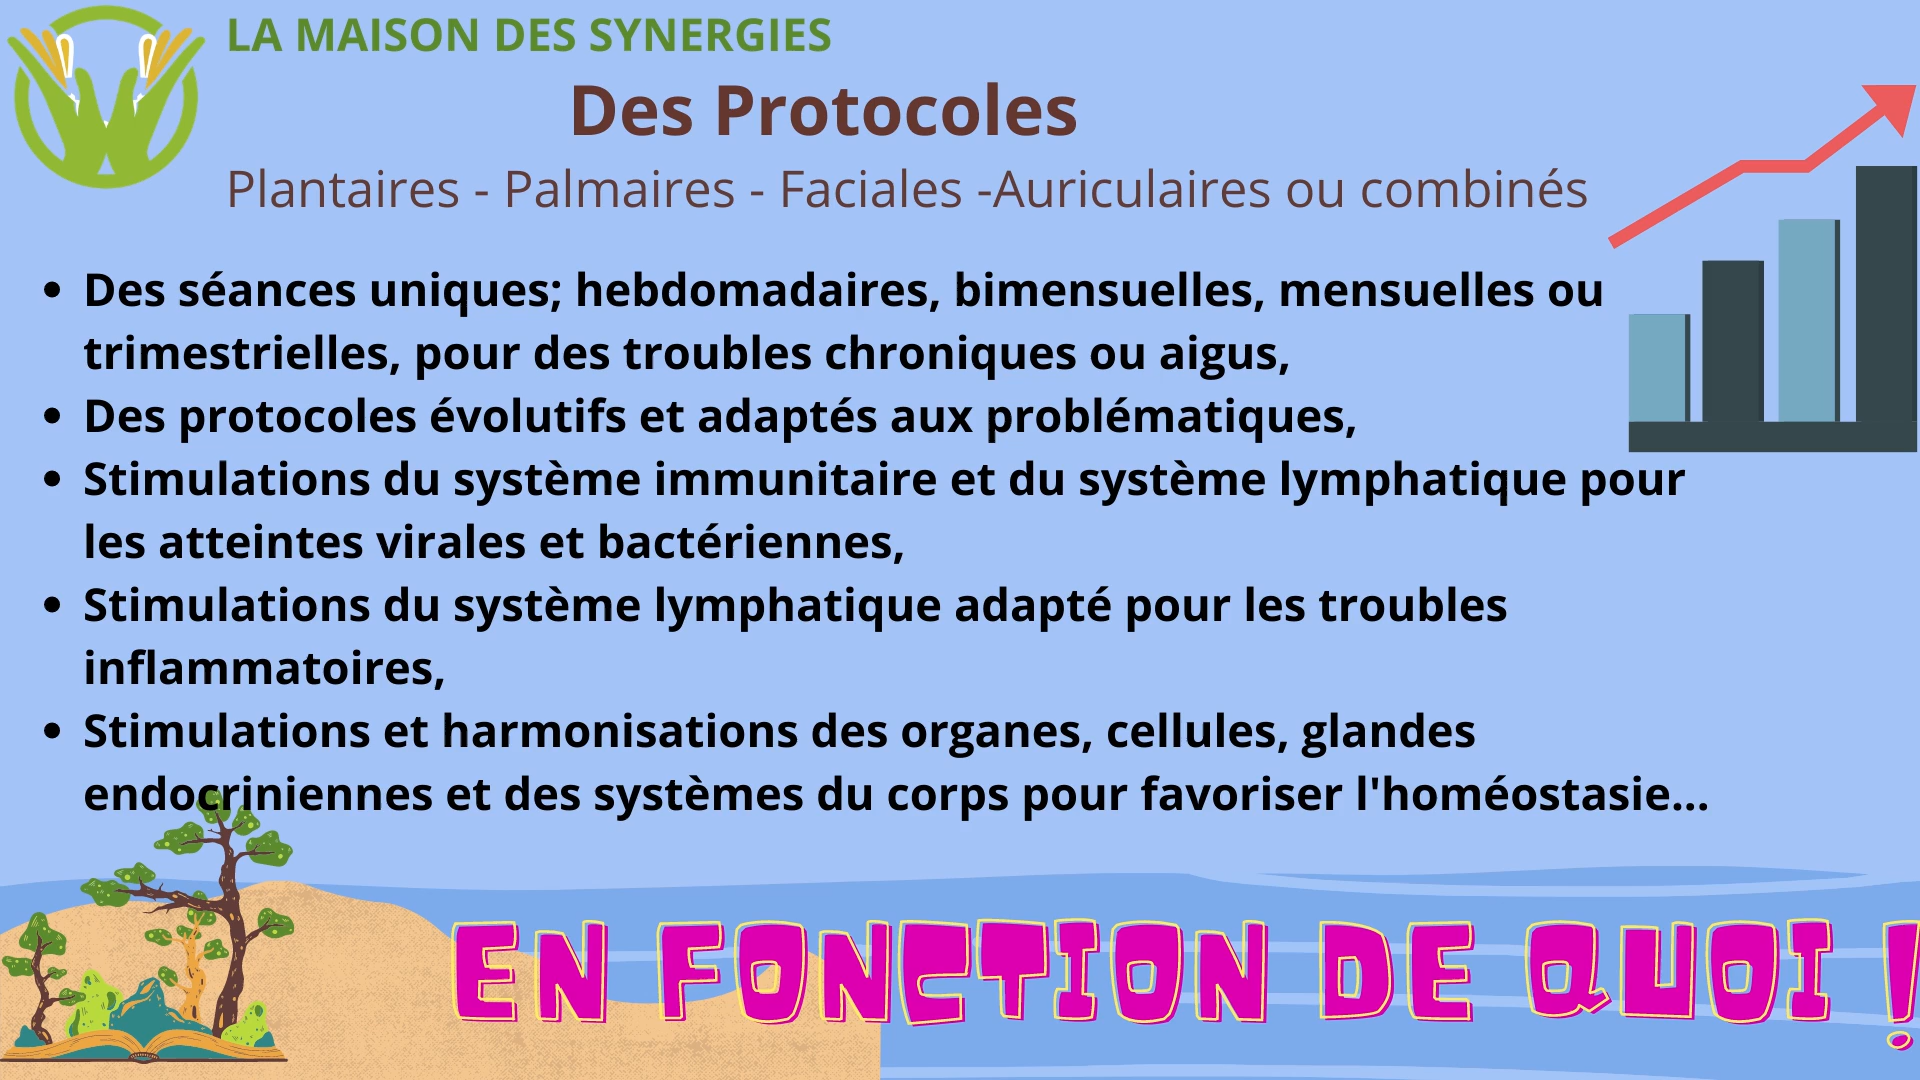 LA MAISON DES SYNERGIES
Des Protocoles
Plantaires - Palmaires - Faciales -Auriculaires ou combinés
• Des séances uniques; hebdomadaires, bimensuelles, mensuelles ou
trimestrielles, pour des troubles chroniques ou aigus,
• Des protocoles évolutifs et adaptés aux problématiques,
• Stimulations du système immunitaire et du système lymphatique pour
les atteintes virales et bactériennes,
• Stimulations du système lymphatique adapté pour les troubles
inflammatoires,
• Stimulations et harmonisations des organes, cellules, glandes
endocriniennes et des systèmes du corps pour favoriser l'homéostasie...
EN FONCTION DE QUOI !